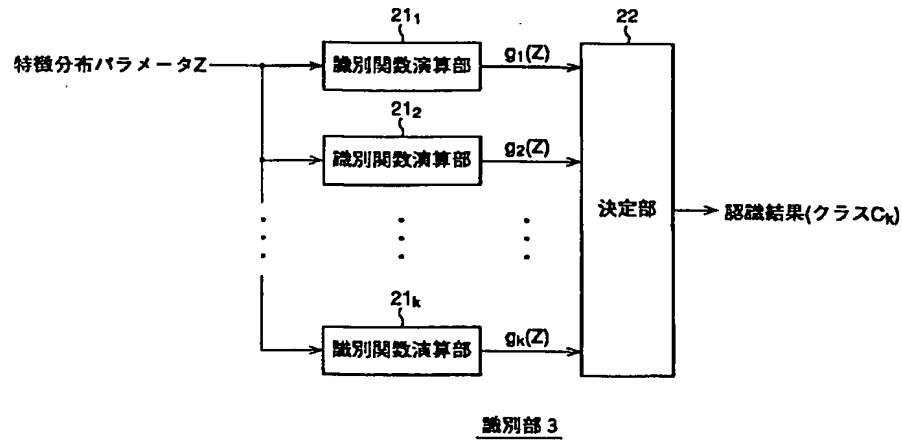 21₁
22
特徴分布パラメータZ
識別関数演算部
g₁(Z)
21₂
識別関数演算部
g₂(Z)
決定部
認識結果(クラスCₖ)
21ₖ
識別関数演算部
gₖ(Z)
識別部 3